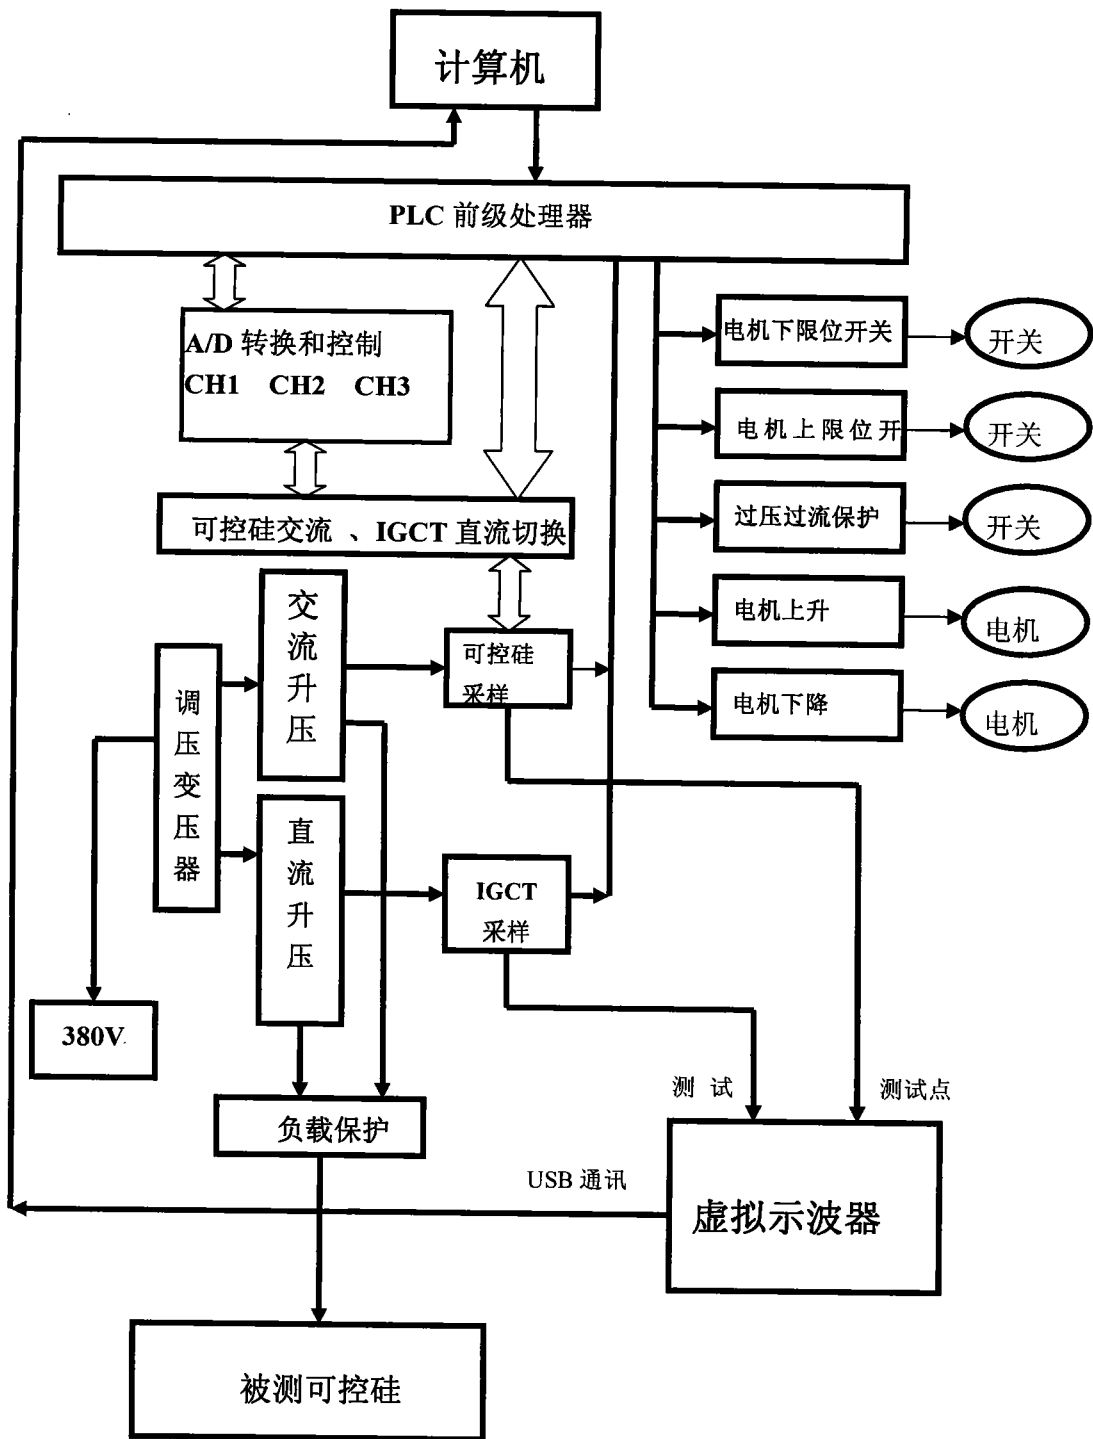 计算机
PLC 前级处理器
A/D 转换和控制
CH1 CH2 CH3
电机下限位开关
开关
电机上限位开
开关
可控硅交流 、IGCT 直流切换
过压过流保护
开关
交流升压
可控硅
采样
电机上升
电机
调压变压器
电机下降
电机
直流升压
IGCT
采样
380V
测 试
测试点
负载保护
USB 通讯
虚拟示波器
被测可控硅